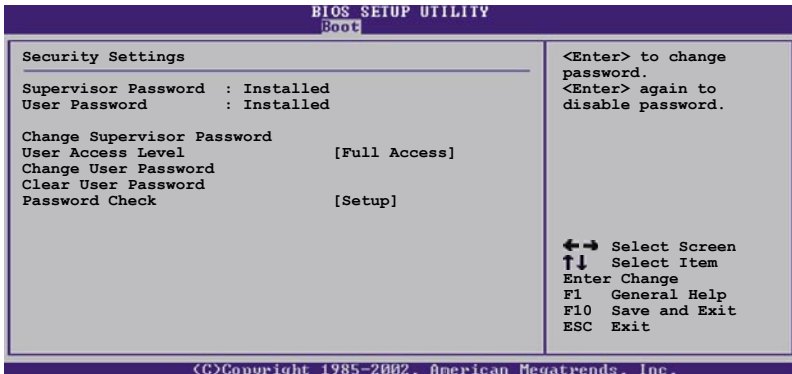 BIOS SETUP UTILITY
Boot
Security Settings
Supervisor Password : Installed
User Password : Installed
Change Supervisor Password
User Access Level [Full Access]
Change User Password
Clear User Password
Password Check [Setup]
<Enter> to change
password.
<Enter> again to
disable password.
←→ Select Screen
↑↓ Select Item
Enter Change
F1 General Help
F10 Save and Exit
ESC Exit
(C)Copyright 1985-2002, American Megatrends, Inc.